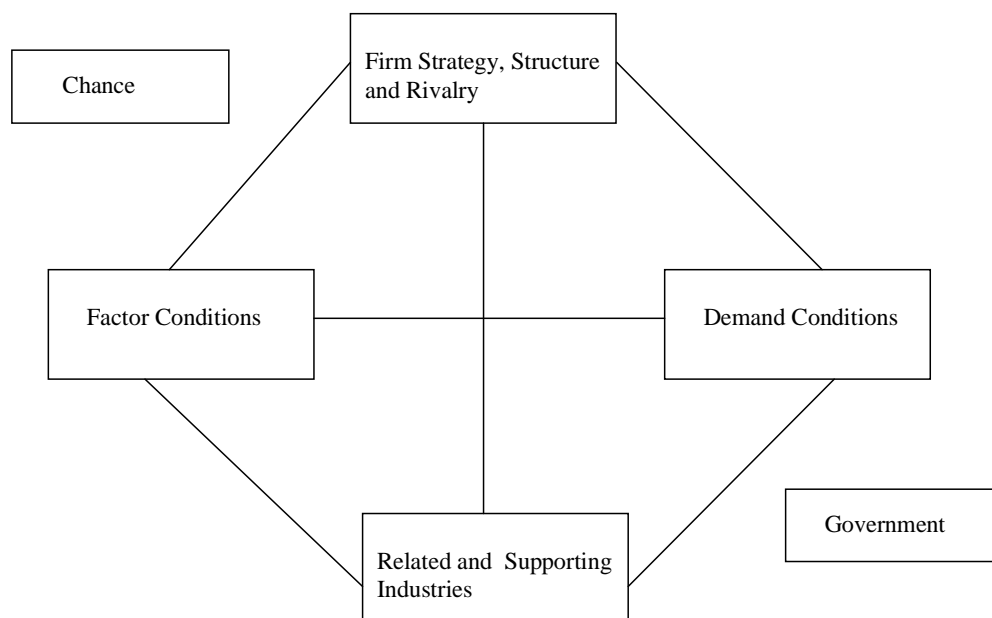 Firm Strategy, Structure
and Rivalry
Chance
Factor Conditions
Demand Conditions
Government
Related and Supporting
Industries